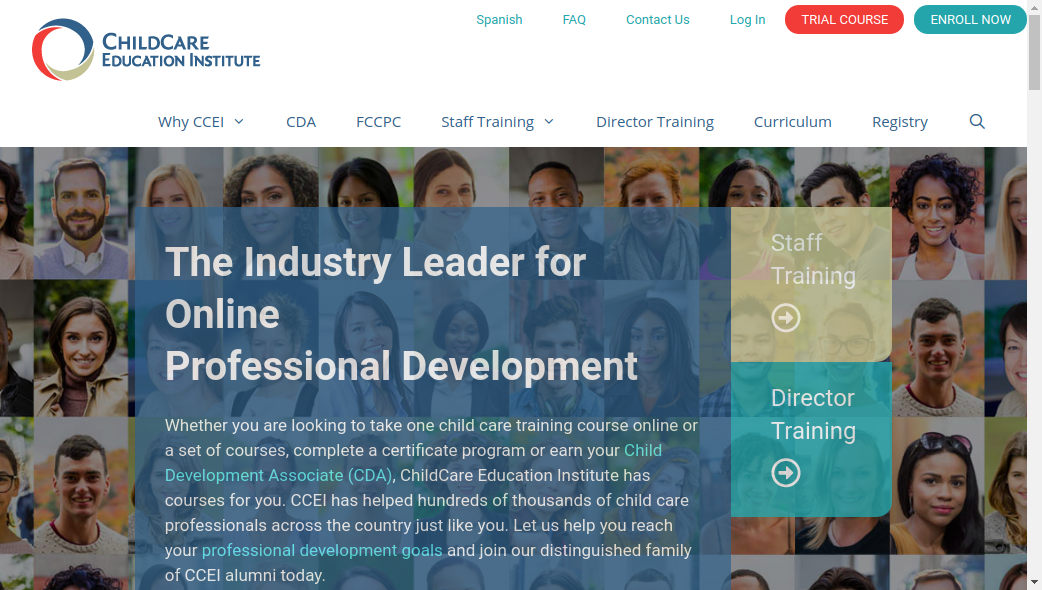 Spanish FAQ Contact Us Log In TRIAL COURSE ENROLL NOW
CHILDCARE
EDUCATION INSTITUTE
Why CCEI CDA FCCPC Staff Training Director Training Curriculum Registry
The Industry Leader for
Online
Professional Development
Whether you are looking to take one child care training course online or
a set of courses, complete a certificate program or earn your Child
Development Associate (CDA), ChildCare Education Institute has
courses for you. CCEI has helped hundreds of thousands of child care
professionals across the country just like you. Let us help you reach
your professional development goals and join our distinguished family
of CCEI alumni today.
Staff
Training
Director
Training